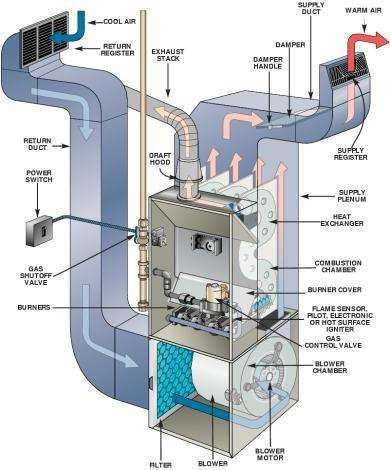 COOL AIR
RETURN
REGISTER
EXHAUST
STACK
SUPPLY
DUCT
WARM AIR
DAMPER
DAMPER
HANDLE
RETURN
DUCT
DRAFT
HOOD
SUPPLY
REGISTER
POWER
SWITCH
SUPPLY
PLENUM
HEAT
EXCHANGER
GAS
SHUTOFF
VALVE
COMBUSTION
CHAMBER
BURNER COVER
BURNERS
FLAME SENSOR,
PILOT, ELECTRONIC
OR HOT SURFACE
IGNITER
GAS
CONTROL VALVE
BLOWER
CHAMBER
FILTER
BLOWER
BLOWER
MOTOR